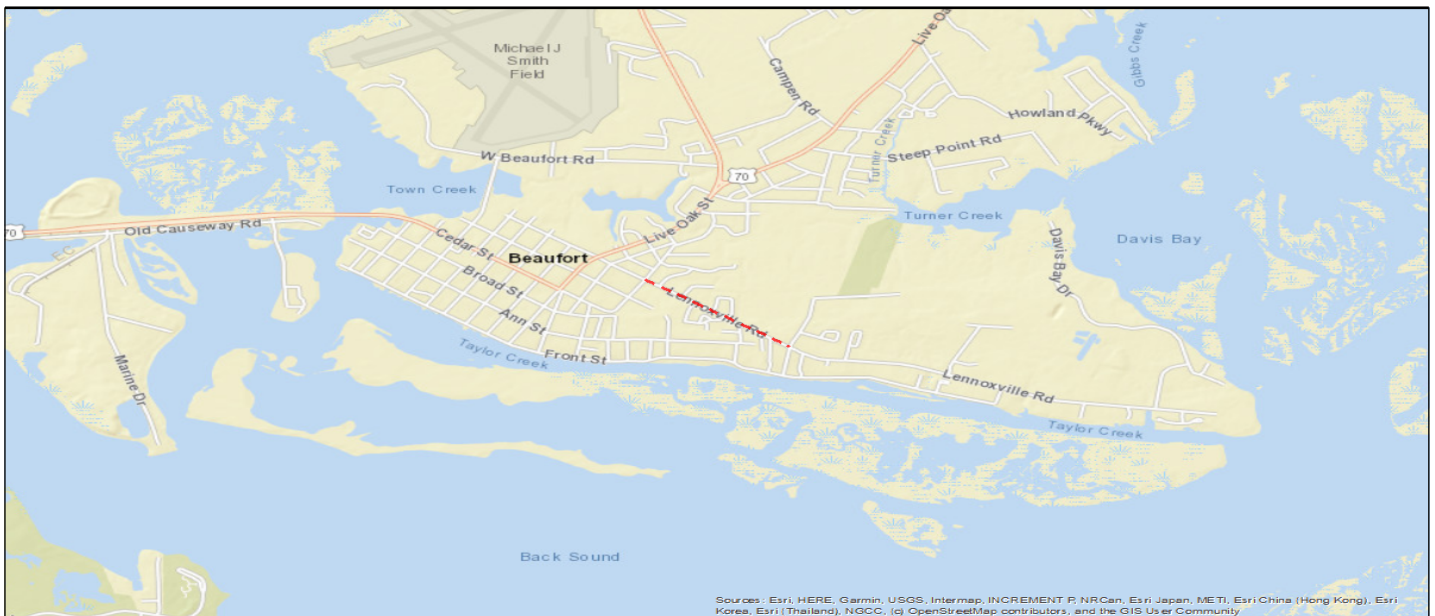 Michael J
Smith
Field
Live Oa
Campen Rd
Gibbs Creek
Howland Pkwy
Turner Creek
Steep Point Rd
W Beaufort Rd
70
Town Creek
Live Oak St
Turner Creek
70
Old Causeway Rd
Cedar St
Davis Bay
Davis Bay Dr
Beaufort
Broad St
Lennoxville Rd
Ann St
Taylor Creek
Front St
Marine Dr
Lennoxville Rd
Taylor Creek
Back Sound
Sources: Esri, HERE, Garmin, USGS, Intermap, INCREMENT P, NRCan, Esri Japan, METI, Esri China (Hong Kong), Esri
Korea, Esri (Thailand), NGCC, (c) OpenStreetMap contributors, and the GIS User Community